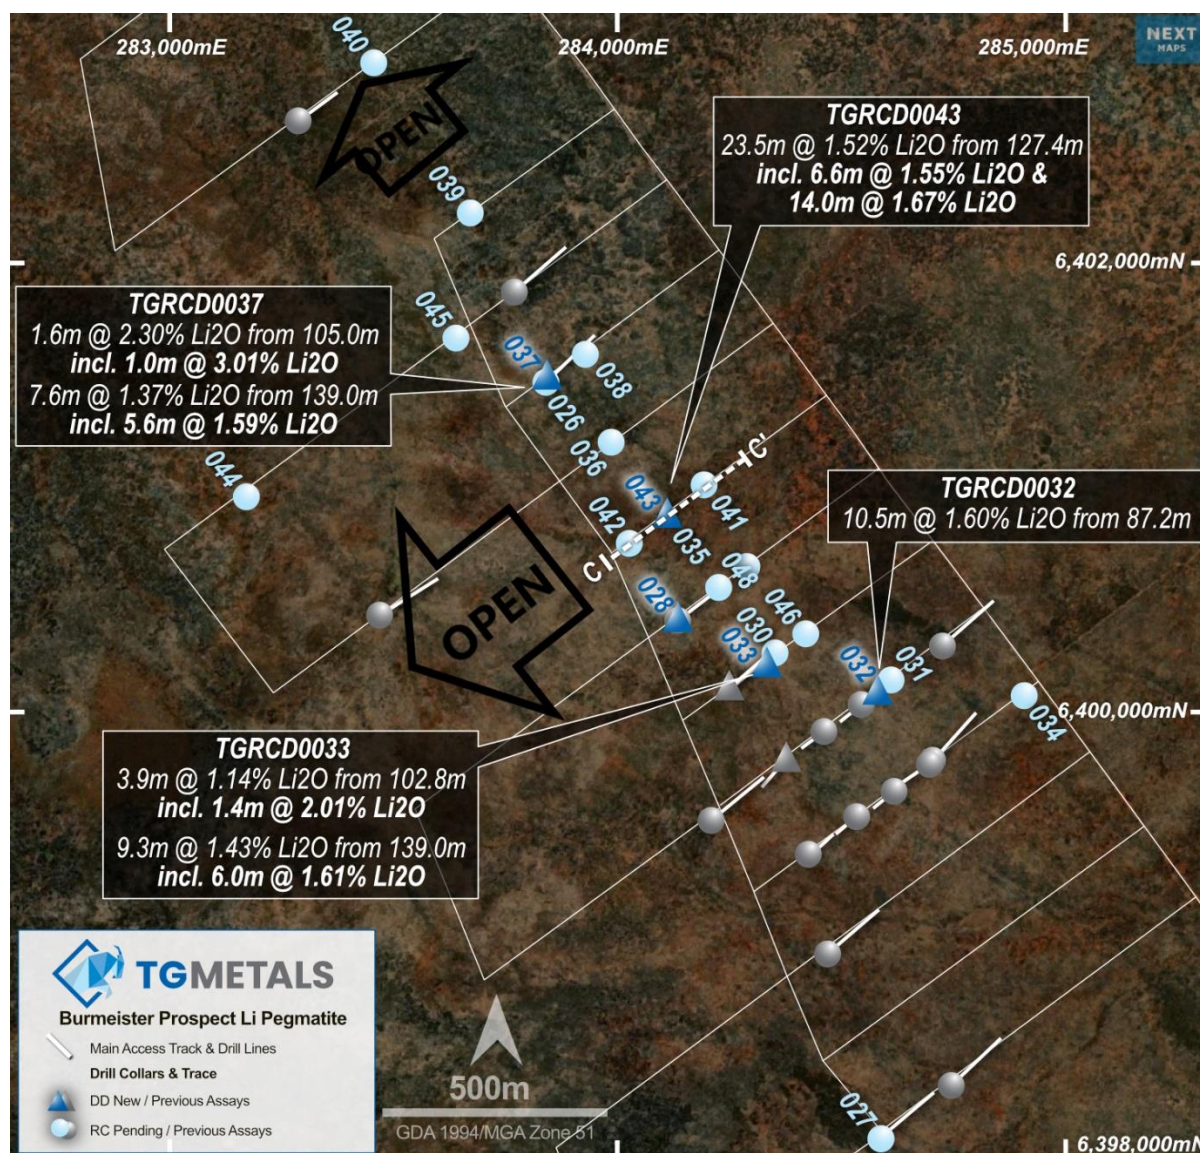 283,000mE
284,000mE
285,000mE
NEXT
MAPS
040
OPEN
TGRCD0043
23.5m @ 1.52% Li2O from 127.4m
incl. 6.6m @ 1.55% Li2O &
14.0m @ 1.67% Li2O
039
6,402,000mN
TGRCD0037
1.6m @ 2.30% Li2O from 105.0m
incl. 1.0m @ 3.01% Li2O
7.6m @ 1.37% Li2O from 139.0m
incl. 5.6m @ 1.59% Li2O
045
037
038
026
036
044
C'
043
041
042
035
C
TGRCD0032
10.5m @ 1.60% Li2O from 87.2m
OPEN
028
048
046
030
033
032
031
034
6,400,000mN
TGRCD0033
3.9m @ 1.14% Li2O from 102.8m
incl. 1.4m @ 2.01% Li2O
9.3m @ 1.43% Li2O from 139.0m
incl. 6.0m @ 1.61% Li2O
TGMETALS
Burmeister Prospect Li Pegmatite
Main Access Track & Drill Lines
Drill Collars & Trace
DD New / Previous Assays
RC Pending / Previous Assays
500m
GDA 1994/MGA Zone 51
027
6,398,000mN